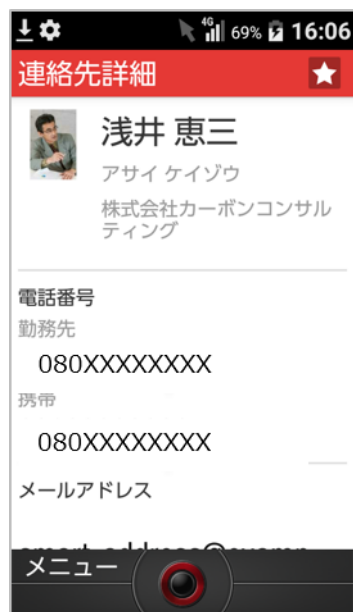 4G 69% 16:06
連絡先詳細
浅井 恵三
アサイ ケイゾウ
株式会社カーボンコンサル
ティング
電話番号
勤務先
080XXXXXXXX
携帯
080XXXXXXXX
メールアドレス
メニュー